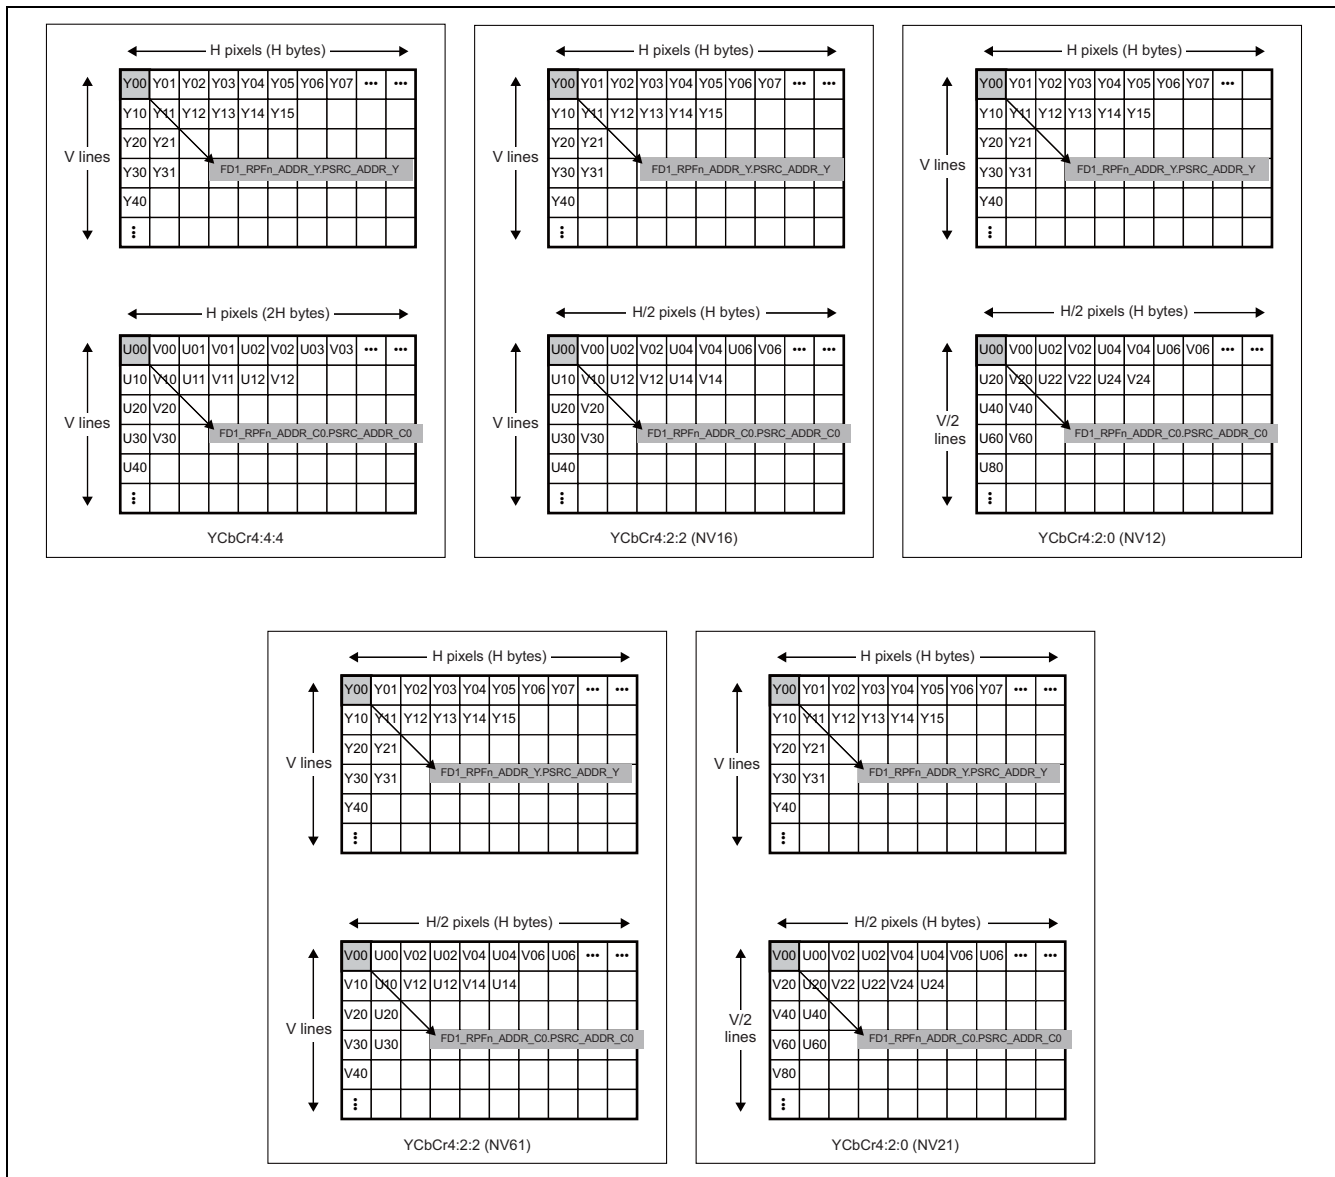 H pixels (H bytes)
Y00 Y01 Y02 Y03 Y04 Y05 Y06 Y07 ••• •••
Y10 Y11 Y12 Y13 Y14 Y15
Y20 Y21
V lines
FD1_RPFn_ADDR_Y.PSRC_ADDR_Y
Y30 Y31
Y40
⋮
H pixels (2H bytes)
U00 V00 U01 V01 U02 V02 U03 V03 ••• •••
U10 V10 U11 V11 U12 V12
U20 V20
V lines
FD1_RPFn_ADDR_C0.PSRC_ADDR_C0
U30 V30
U40
⋮
YCbCr4:4:4
H pixels (H bytes)
Y00 Y01 Y02 Y03 Y04 Y05 Y06 Y07 ••• •••
Y10 Y11 Y12 Y13 Y14 Y15
Y20 Y21
V lines
FD1_RPFn_ADDR_Y.PSRC_ADDR_Y
Y30 Y31
Y40
⋮
H/2 pixels (H bytes)
U00 V00 U02 V02 U04 V04 U06 V06 ••• •••
U10 V10 U12 V12 U14 V14
U20 V20
V lines
FD1_RPFn_ADDR_C0.PSRC_ADDR_C0
U30 V30
U40
⋮
YCbCr4:2:2 (NV16)
H pixels (H bytes)
Y00 Y01 Y02 Y03 Y04 Y05 Y06 Y07 •••
Y10 Y11 Y12 Y13 Y14 Y15
Y20 Y21
V lines
FD1_RPFn_ADDR_Y.PSRC_ADDR_Y
Y30 Y31
Y40
⋮
H/2 pixels (H bytes)
U00 V00 U02 V02 U04 V04 U06 V06 ••• •••
U20 V20 U22 V22 U24 V24
U40 V40
V/2
lines
FD1_RPFn_ADDR_C0.PSRC_ADDR_C0
U60 V60
U80
⋮
YCbCr4:2:0 (NV12)
H pixels (H bytes)
Y00 Y01 Y02 Y03 Y04 Y05 Y06 Y07 ••• •••
Y10 Y11 Y12 Y13 Y14 Y15
Y20 Y21
V lines
FD1_RPFn_ADDR_Y.PSRC_ADDR_Y
Y30 Y31
Y40
⋮
H/2 pixels (H bytes)
V00 U00 V02 U02 V04 U04 V06 U06 ••• •••
V10 U10 V12 U12 V14 U14
V20 U20
V lines
FD1_RPFn_ADDR_C0.PSRC_ADDR_C0
V30 U30
V40
⋮
YCbCr4:2:2 (NV61)
H pixels (H bytes)
Y00 Y01 Y02 Y03 Y04 Y05 Y06 Y07 ••• •••
Y10 Y11 Y12 Y13 Y14 Y15
Y20 Y21
V lines
FD1_RPFn_ADDR_Y.PSRC_ADDR_Y
Y30 Y31
Y40
⋮
H/2 pixels (H bytes)
V00 U00 V02 U02 V04 U04 V06 U06 ••• •••
V20 U20 V22 U22 V24 U24
V40 U40
V/2
lines
FD1_RPFn_ADDR_C0.PSRC_ADDR_C0
V60 U60
V80
⋮
YCbCr4:2:0 (NV21)